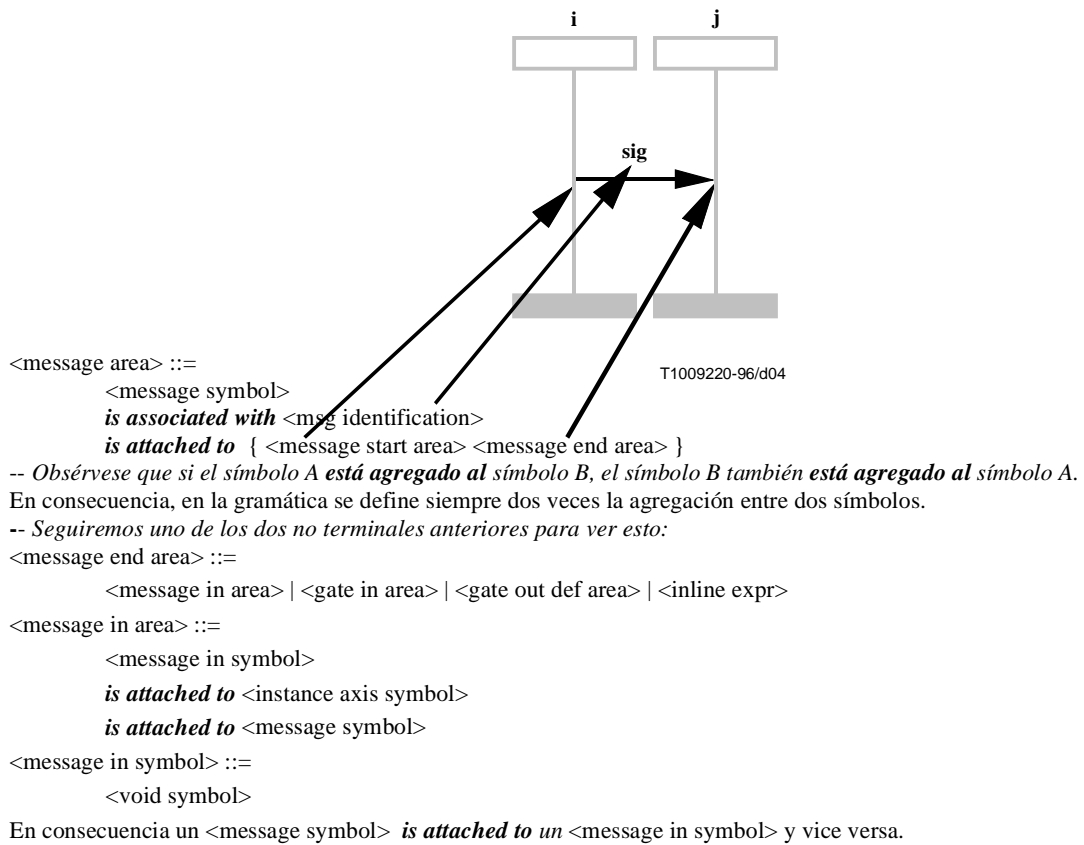 i j
sig
T1009220-96/d04
<message area> ::=
<message symbol>
is associated with <msg identification>
is attached to { <message start area> <message end area> }
-- Obsérvese que si el símbolo A está agregado al símbolo B, el símbolo B también está agregado al símbolo A.
En consecuencia, en la gramática se define siempre dos veces la agregación entre dos símbolos.
-- Seguiremos uno de los dos no terminales anteriores para ver esto:
<message end area> ::=
<message in area> | <gate in area> | <gate out def area> | <inline expr>
<message in area> ::=
<message in symbol>
is attached to <instance axis symbol>
is attached to <message symbol>
<message in symbol> ::=
<void symbol>
En consecuencia un <message symbol> is attached to un <message in symbol> y vice versa.